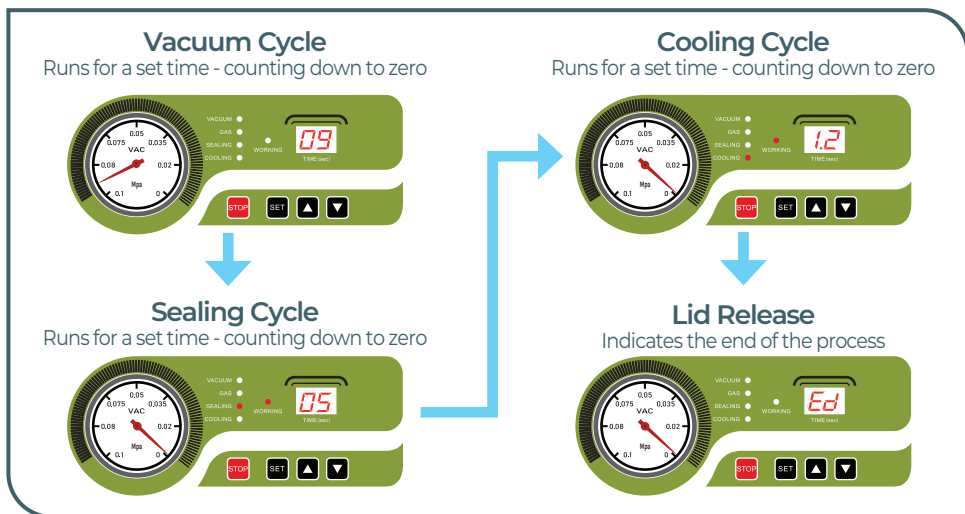 Vacuum Cycle
Runs for a set time - counting down to zero
0.05
0.075
0.035
VAC
0.08
0.02
Mpa
0.1
0
VACUUM
GAS
SEALING
COOLING
WORKING
09
TIME(sec)
STOP
SET
Sealing Cycle
Runs for a set time - counting down to zero
0.05
0.075
0.035
VAC
0.08
0.02
Mpa
0.1
0
VACUUM
GAS
SEALING
COOLING
WORKING
05
TIME(sec)
STOP
SET
Cooling Cycle
Runs for a set time - counting down to zero
0.05
0.075
0.035
VAC
0.08
0.02
Mpa
0.1
0
VACUUM
GAS
SEALING
COOLING
WORKING
1.2
TIME(sec)
STOP
SET
Lid Release
Indicates the end of the process
0.05
0.075
0.035
VAC
0.08
0.02
Mpa
0.1
0
VACUUM
GAS
SEALING
COOLING
WORKING
Ed
TIME(sec)
STOP
SET